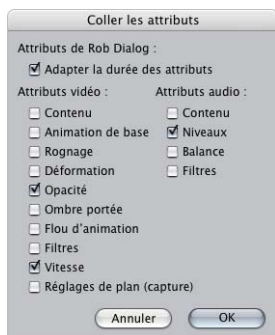 Coller les attributs
Attributs de Rob Dialog :
Adapter la durée des attributs
Attributs vidéo :
Contenu
Animation de base
Rognage
Déformation
Opacité
Ombre portée
Flou d'animation
Filtres
Vitesse
Réglages de plan (capture)
Attributs audio :
Contenu
Niveaux
Balance
Filtres
Annuler
OK